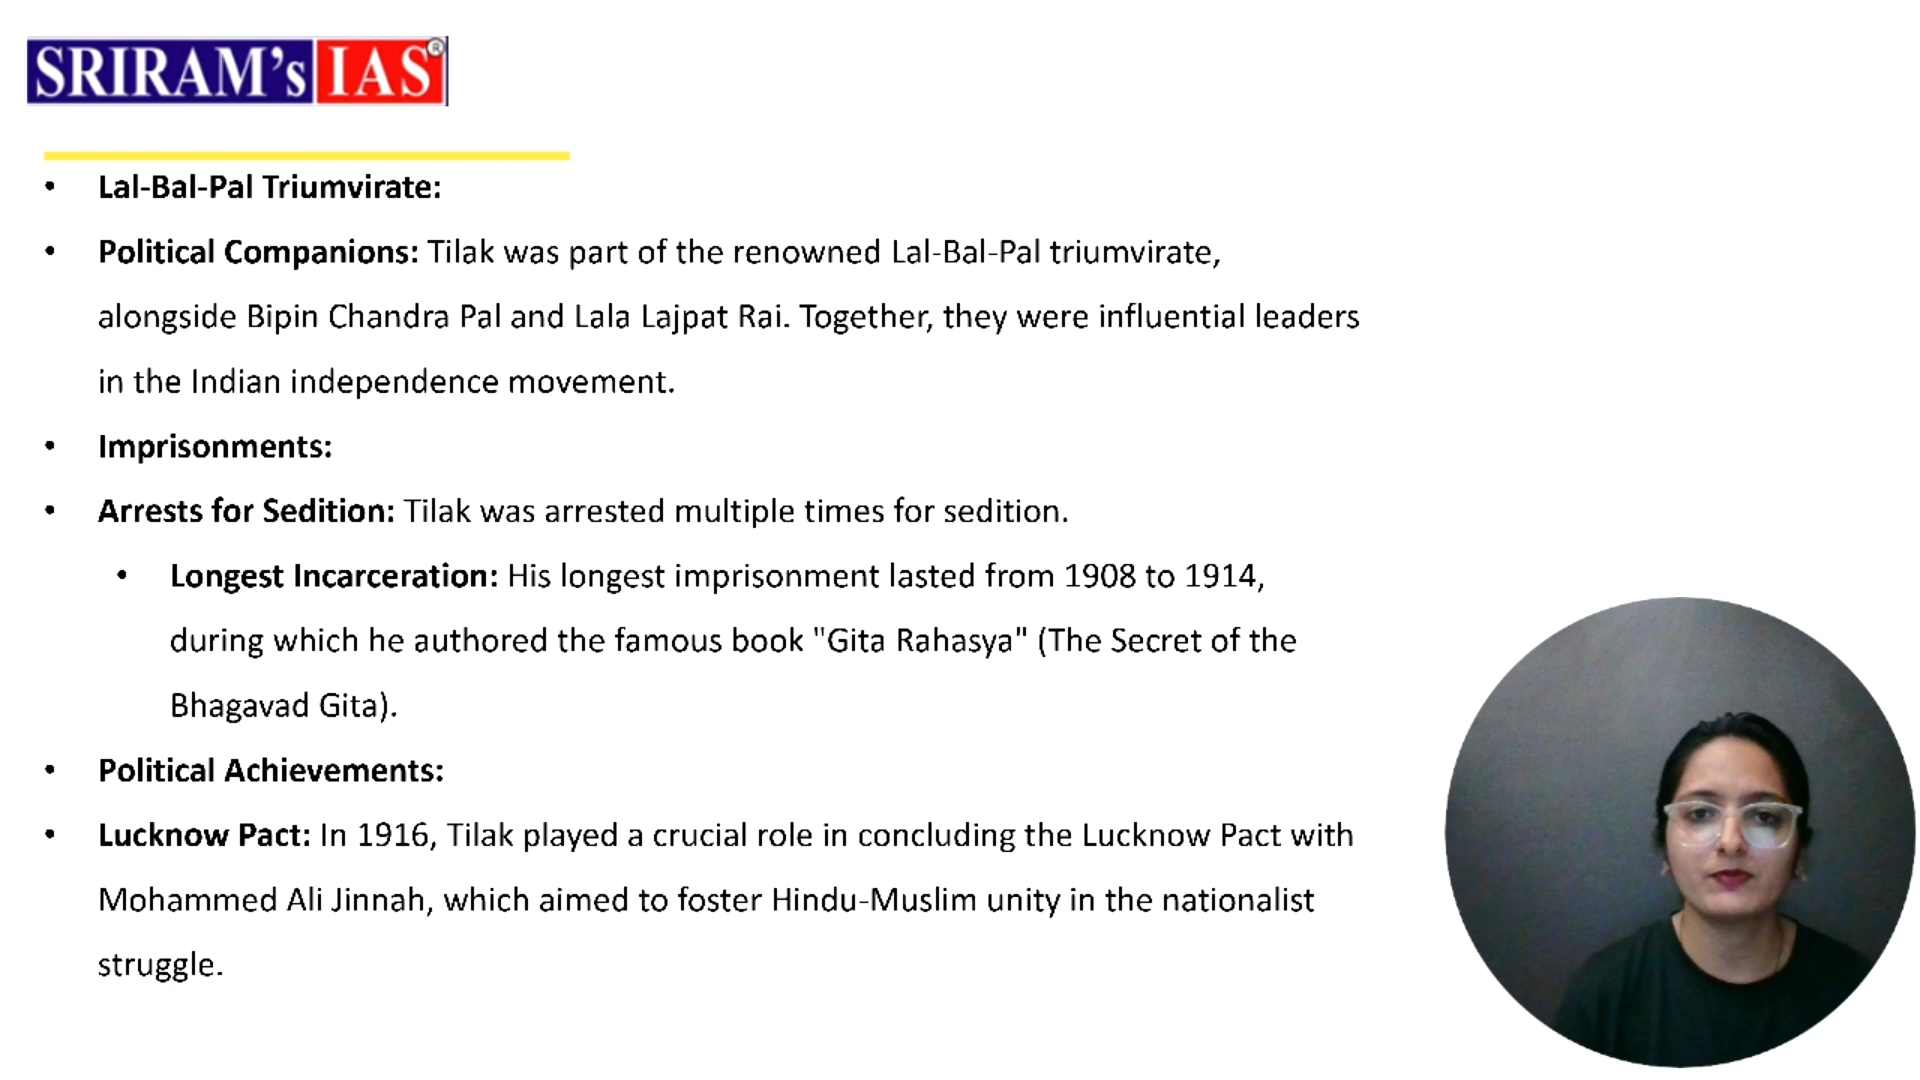 SRIRAM's IAS®
• Lal-Bal-Pal Triumvirate:
• Political Companions: Tilak was part of the renowned Lal-Bal-Pal triumvirate,
alongside Bipin Chandra Pal and Lala Lajpat Rai. Together, they were influential leaders
in the Indian independence movement.
• Imprisonments:
• Arrests for Sedition: Tilak was arrested multiple times for sedition.
• Longest Incarceration: His longest imprisonment lasted from 1908 to 1914,
during which he authored the famous book "Gita Rahasya" (The Secret of the
Bhagavad Gita).
• Political Achievements:
• Lucknow Pact: In 1916, Tilak played a crucial role in concluding the Lucknow Pact with
Mohammed Ali Jinnah, which aimed to foster Hindu-Muslim unity in the nationalist
struggle.